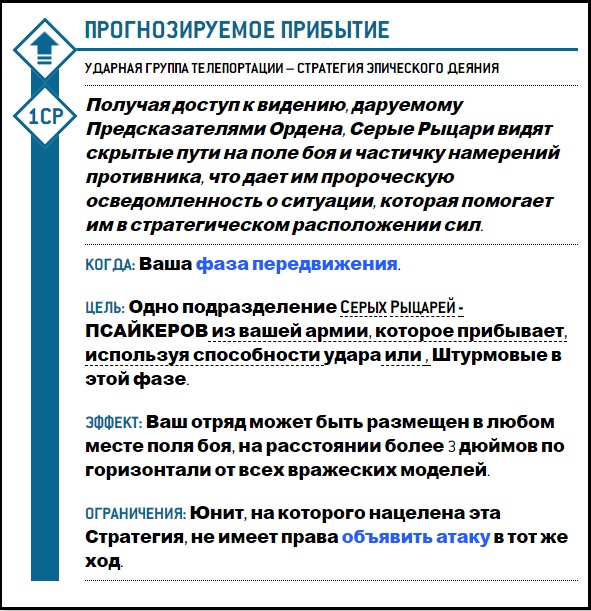 ПРОГНОЗИРУЕМОЕ ПРИБЫТИЕ
УДАРНАЯ ГРУППА ТЕЛЕПОРТАЦИИ – СТРАТЕГИЯ ЭПИЧЕСКОГО ДЕЯНИЯ
1CP
Получая доступ к видению, даруемому
Предсказателями Ордена, Серые Рыцари видят
скрытые пути на поле боя и частичку намерений
противника, что дает им пророческую
осведомленность о ситуации, которая помогает
им в стратегическом расположении сил.
КОГДА: Ваша фаза передвижения.
ЦЕЛЬ: Одно подразделение Серых Рыцарей -
ПСАЙКЕРОВ из вашей армии, которое прибывает,
используя способности удара или , Штурмовые в
этой фазе.
ЭФФЕКТ: Ваш отряд может быть размещен в любом
месте поля боя, на расстоянии более 3 дюймов по
горизонтали от всех вражеских моделей.
ОГРАНИЧЕНИЯ: Юнит, на которого нацелена эта
Стратегия, не имеет права объявить атаку в тот же
ход.